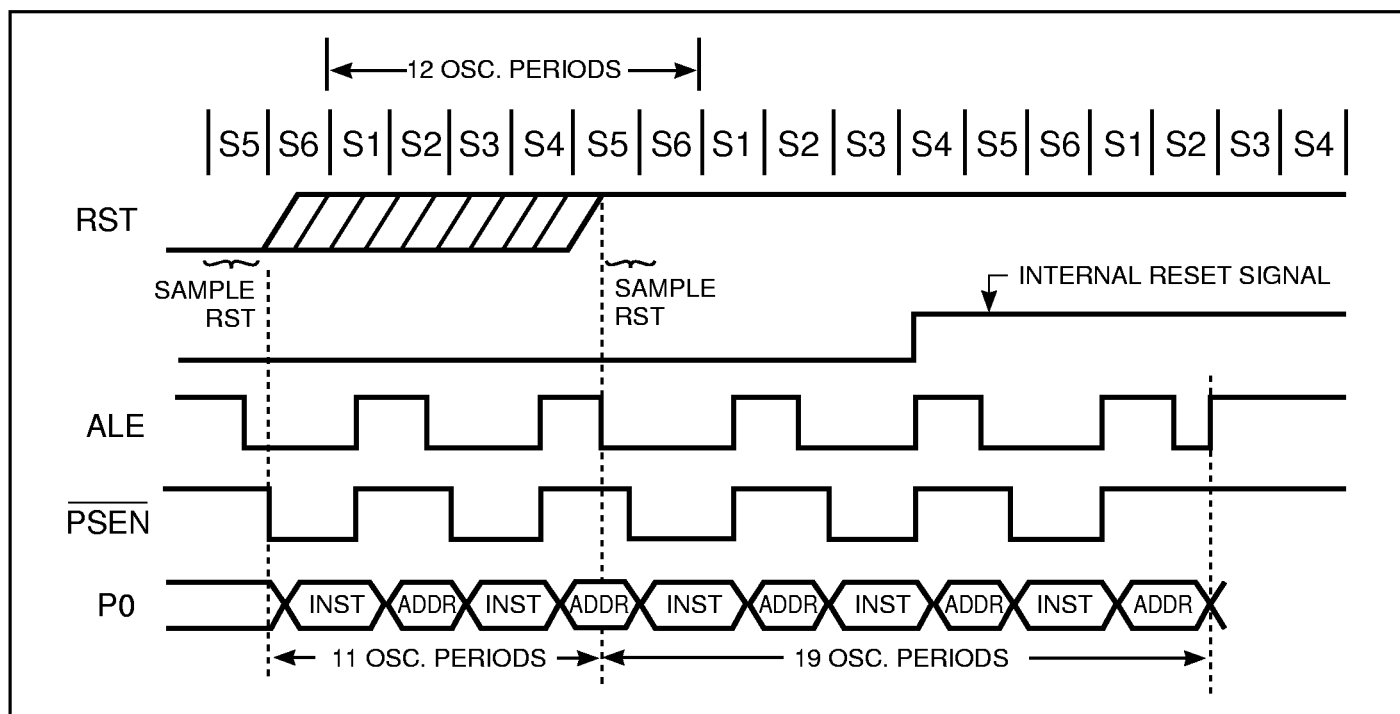 12 OSC. PERIODS
S5 S6 S1 S2 S3 S4 S5 S6 S1 S2 S3 S4 S5 S6 S1 S2 S3 S4
RST
SAMPLE
RST
SAMPLE
RST
INTERNAL RESET SIGNAL
ALE
PSEN
P0 INST ADDR INST ADDR INST ADDR INST ADDR INST ADDR
11 OSC. PERIODS
19 OSC. PERIODS